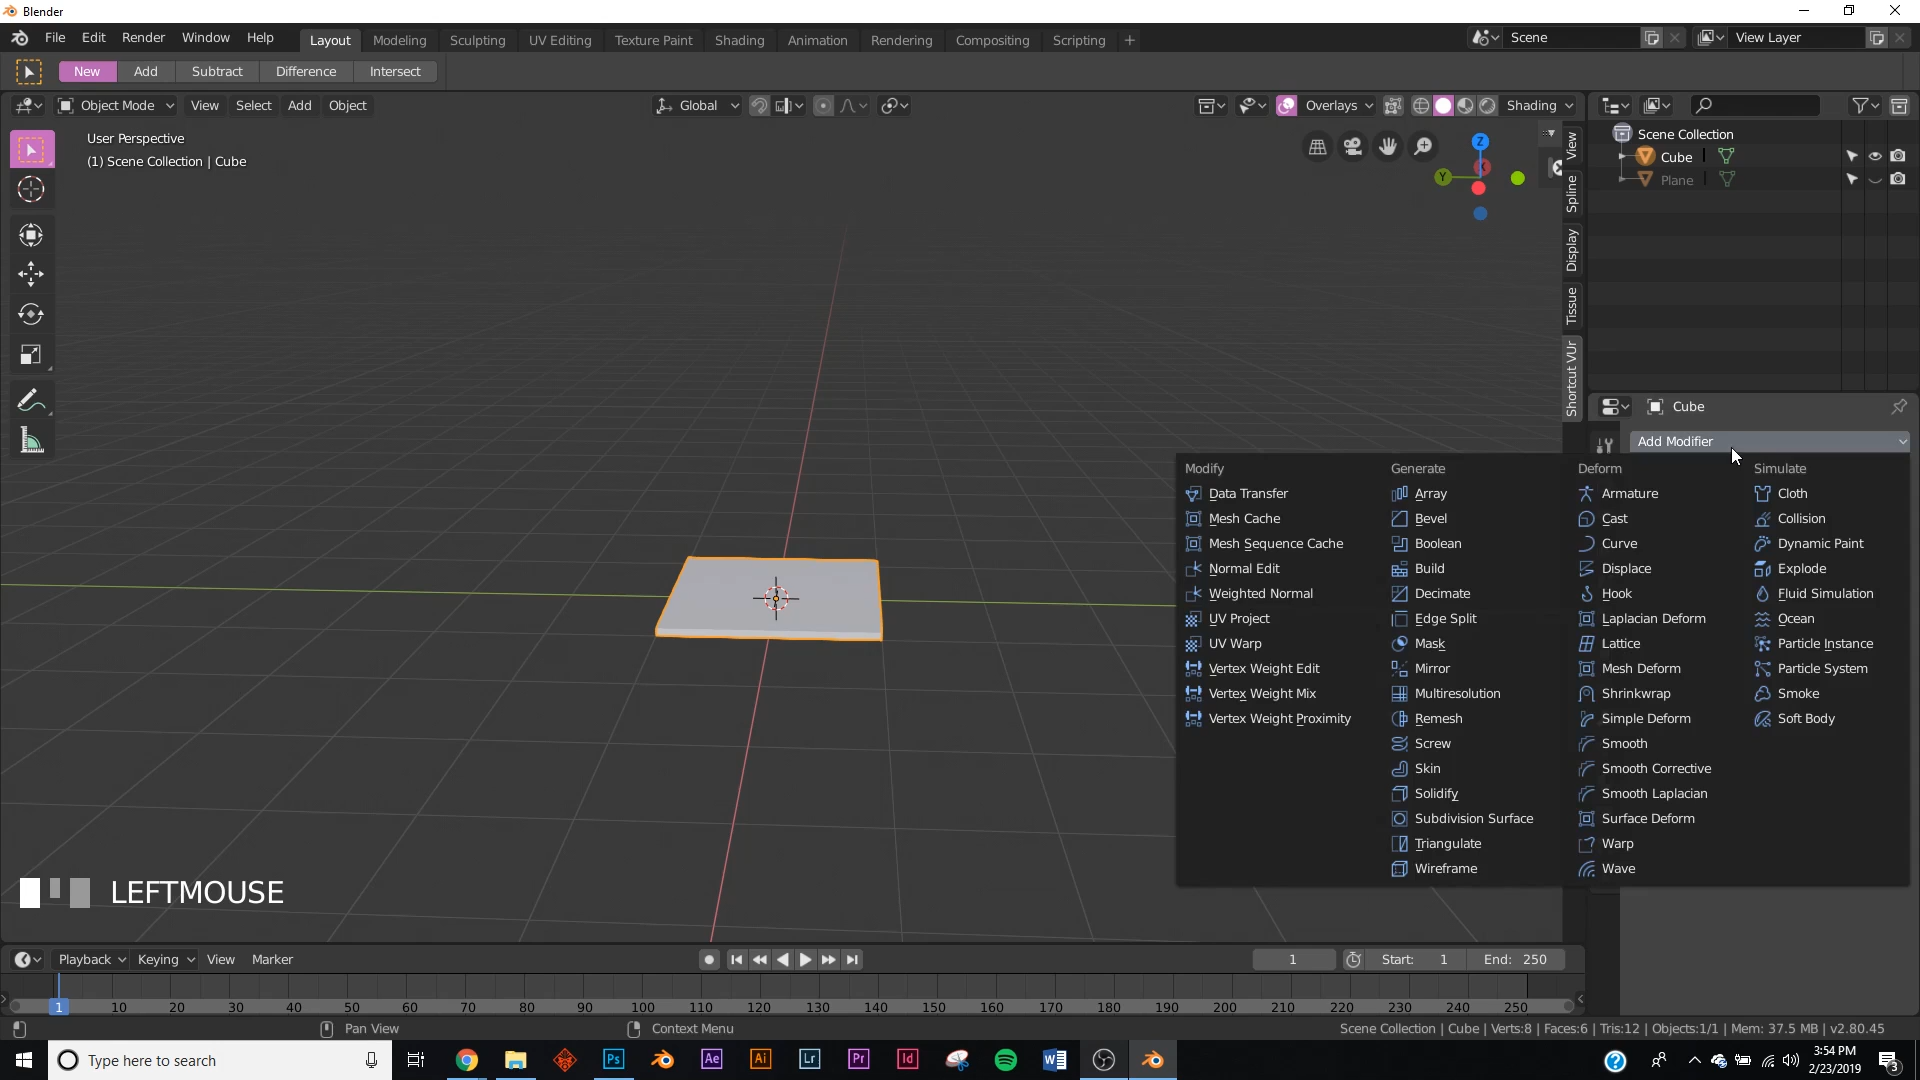 Blender
File Edit Render Window Help Layout Modeling Sculpting UV Editing Texture Paint Shading Animation Rendering Compositing Scripting + Scene View Layer
New Add Subtract Difference Intersect
Object Mode View Select Add Object Global Overlays Shading
User Perspective
(1) Scene Collection | Cube
Z
Y
View
Spline
Display
Tissue
Shortcut VUr
Scene Collection
Cube
Plane
Cube
Add Modifier
Modify Generate Deform Simulate
Data Transfer Array Armature Cloth
Mesh Cache Bevel Cast Collision
Mesh Sequence Cache Boolean Curve Dynamic Paint
Normal Edit Build Displace Explode
Weighted Normal Decimate Hook Fluid Simulation
UV Project Edge Split Laplacian Deform Ocean
UV Warp Mask Lattice Particle Instance
Vertex Weight Edit Mirror Mesh Deform Particle System
Vertex Weight Mix Multiresolution Shrinkwrap Smoke
Vertex Weight Proximity Remesh Simple Deform Soft Body
Screw Smooth
Skin Smooth Corrective
Solidify Smooth Laplacian
Subdivision Surface Surface Deform
Triangulate Warp
Wireframe Wave
LEFTMOUSE
Playback Keying View Marker 1 Start: 1 End: 250
1 10 20 30 40 50 60 70 80 90 100 110 120 130 140 150 160 170 180 190 200 210 220 230 240 250
Pan View Context Menu Scene Collection | Cube | Verts:8 | Faces:6 | Tris:12 | Objects:1/1 | Mem: 37.5 MB | v2.80.45
Type here to search Ps Ae Ai Lr Pr Id 3:54 PM
2/23/2019
3